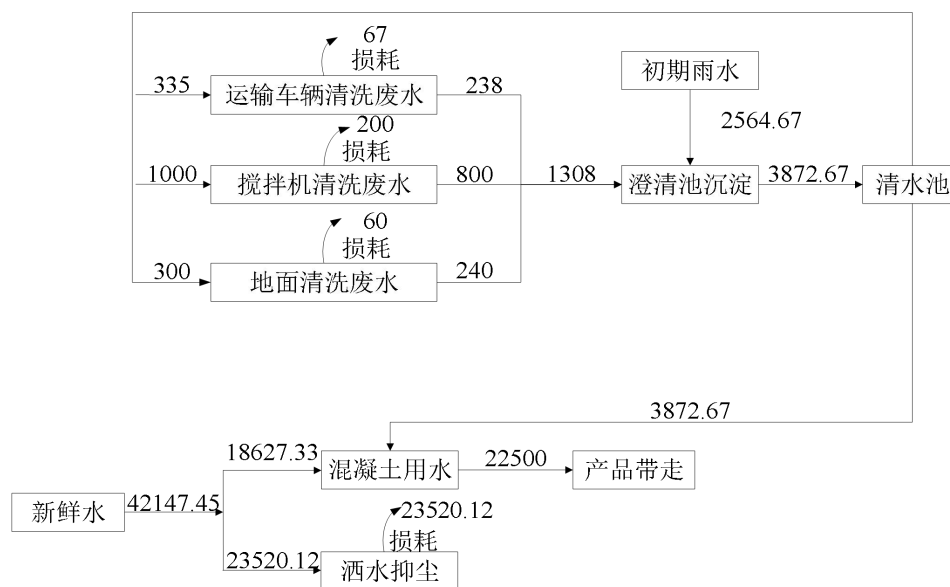 67
损耗
335
运输车辆清洗废水
238
初期雨水
2564.67
200
损耗
1000
搅拌机清洗废水
800
1308
澄清池沉淀
3872.67
清水池
60
损耗
300
地面清洗废水
240
3872.67
18627.33
混凝土用水
22500
产品带走
新鲜水
42147.45
23520.12
损耗
23520.12
洒水抑尘